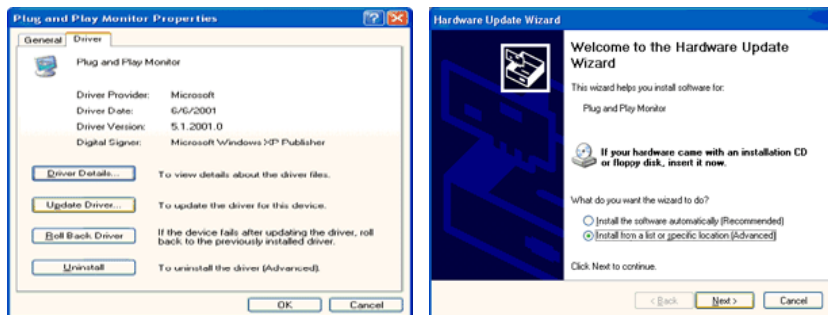 Plug and Play Monitor Properties
General
Driver
Plug and Play Monitor
Driver Provider: Microsoft
Driver Date: 6/6/2001
Driver Version: 5.1.2001.0
Digital Signer: Microsoft Windows XP Publisher
Driver Details... To view details about the driver files.
Update Driver... To update the driver for this device.
Roll Back Driver If the device fails after updating the driver, roll
back to the previously installed driver.
Uninstall To uninstall the driver (Advanced).
OK Cancel
Hardware Update Wizard
Welcome to the Hardware Update
Wizard
This wizard helps you install software for:
Plug and Play Monitor
If your hardware came with an installation CD
or floppy disk, insert it now.
What do you want the wizard to do?
Install the software automatically (Recommended)
Install from a list or specific location (Advanced)
Click Next to continue.
< Back Next > Cancel